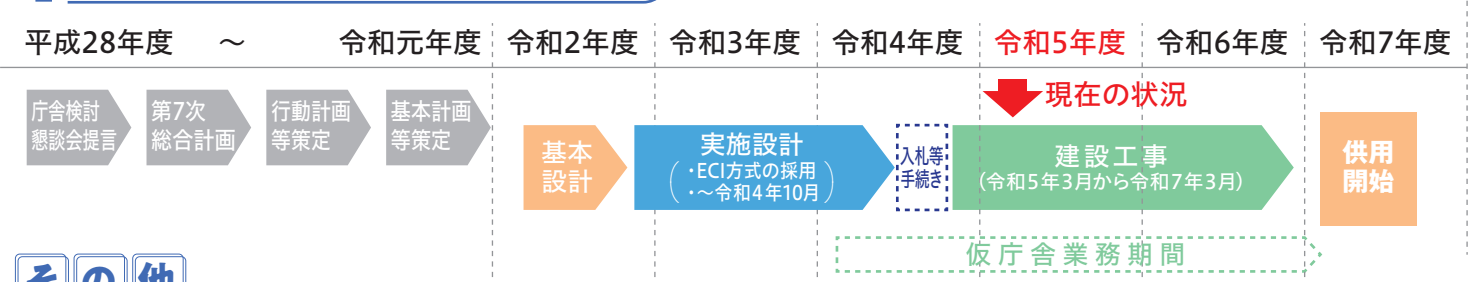 平成28年度 ～ 令和元年度 令和2年度 令和3年度 令和4年度 令和5年度 令和6年度 令和7年度
現在の状況
庁舎検討
懇談会提言
第7次
総合計画
行動計画
等策定
基本計画
等策定
基本
設計
実施設計
（・ECI方式の採用
・～令和4年10月）
入札等
手続き
建設工事
(令和5年3月から令和7年3月)
供用
開始
仮庁舎業務期間
その他